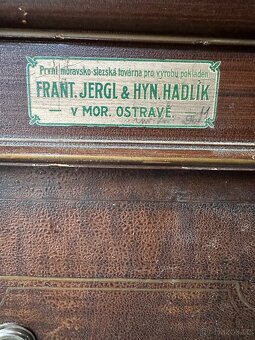 První moravsko-slezská továrna pro výrobu pokladen
FRANT. JERGL & HYN. HADLÍK
— v MOR. OSTRAVĚ. —